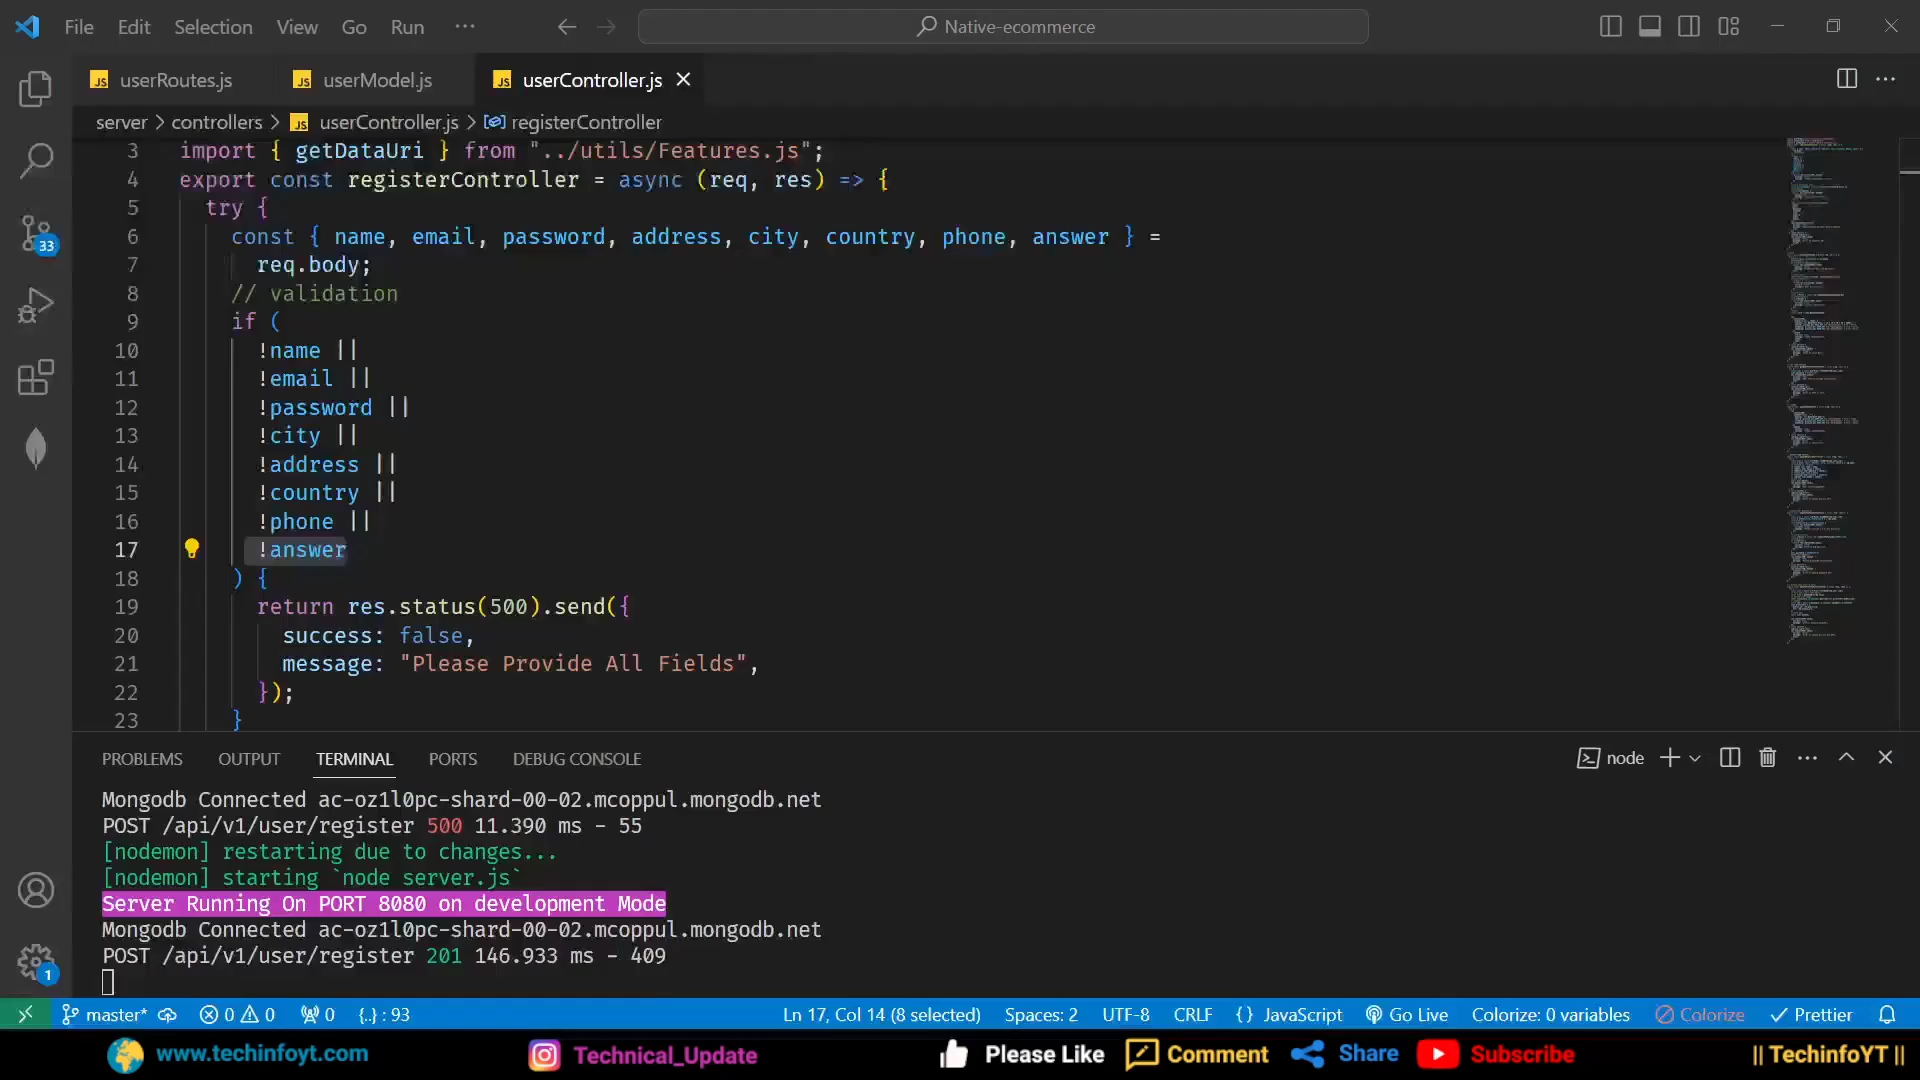 File Edit Selection View Go Run ··· Native-ecommerce
userRoutes.js userModel.js userController.js
server > controllers > JS userController.js > registerController
3 import { getDataUri } from "../utils/Features.js";
4 export const registerController = async (req, res) => {
5 try {
6 const { name, email, password, address, city, country, phone, answer } =
7 req.body;
8 // validation
9 if (
10 !name ||
11 !email ||
12 !password ||
13 !city ||
14 !address ||
15 !country ||
16 !phone ||
17 !answer
18 ) {
19 return res.status(500).send({
20 success: false,
21 message: "Please Provide All Fields",
22 });
23 }
33
PROBLEMS OUTPUT TERMINAL PORTS DEBUG CONSOLE node
Mongodb Connected ac-oz1l0pc-shard-00-02.mcoppul.mongodb.net
POST /api/v1/user/register 500 11.390 ms - 55
[nodemon] restarting due to changes...
[nodemon] starting `node server.js`
Server Running On PORT 8080 on development Mode
Mongodb Connected ac-oz1l0pc-shard-00-02.mcoppul.mongodb.net
POST /api/v1/user/register 201 146.933 ms - 409
1
master* 0 0 0 {..} : 93 Ln 17, Col 14 (8 selected) Spaces: 2 UTF-8 CRLF {} JavaScript Go Live Colorize: 0 variables Colorize Prettier
www.techinfoyt.com Technical_Update Please Like Comment Share Subscribe || TechinfoYT ||